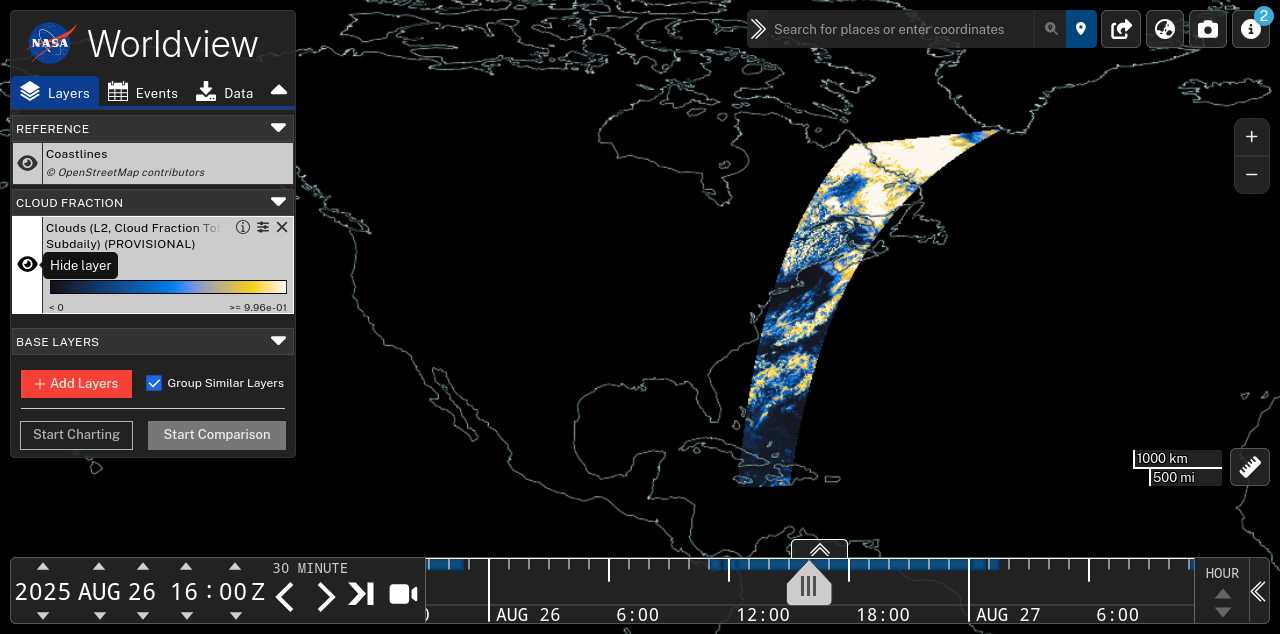 NASA
Worldview
Layers
Events
Data
REFERENCE
Coastlines
© OpenStreetMap contributors
CLOUD FRACTION
Clouds (L2, Cloud Fraction
Subdaily) (PROVISIONAL)
Hide layer
< 0
>= 9.96e-01
BASE LAYERS
+ Add Layers
Group Similar Layers
Start Charting
Start Comparison
Search for places or enter coordinates
2
+
−
1000 km
500 mi
2025 AUG 26 16 : 00 Z
30 MINUTE
AUG 26
6:00
12:00
18:00
AUG 27
6:00
HOUR